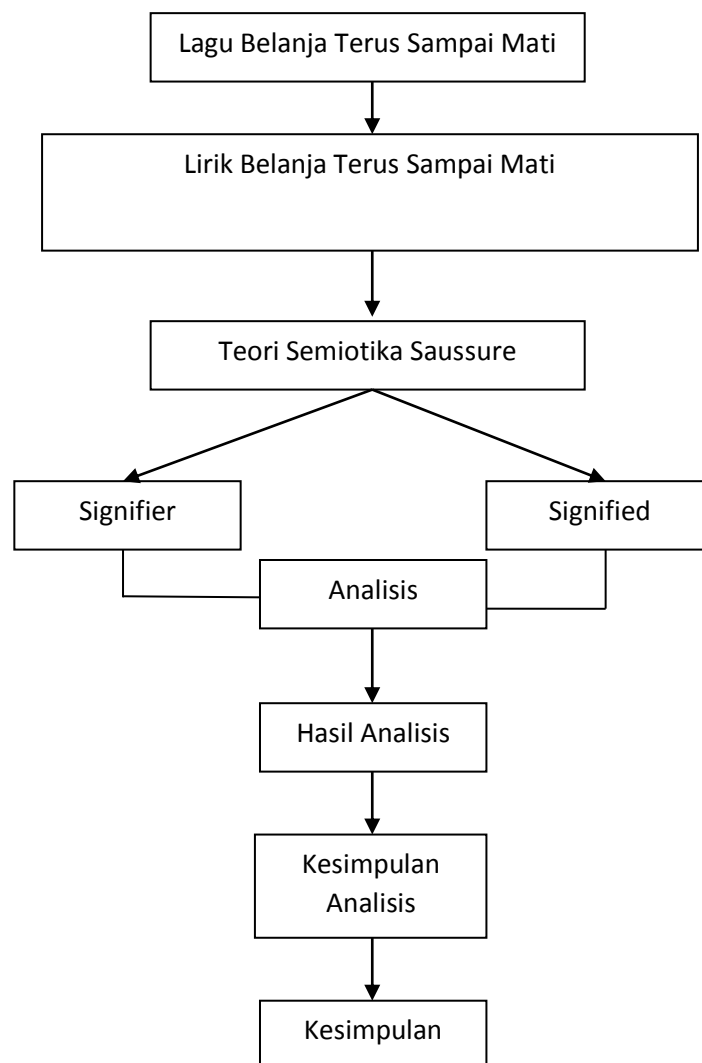 Lagu Belanja Terus Sampai Mati
Lirik Belanja Terus Sampai Mati
Teori Semiotika Saussure
Signifier
Signified
Analisis
Hasil Analisis
Kesimpulan
Analisis
Kesimpulan